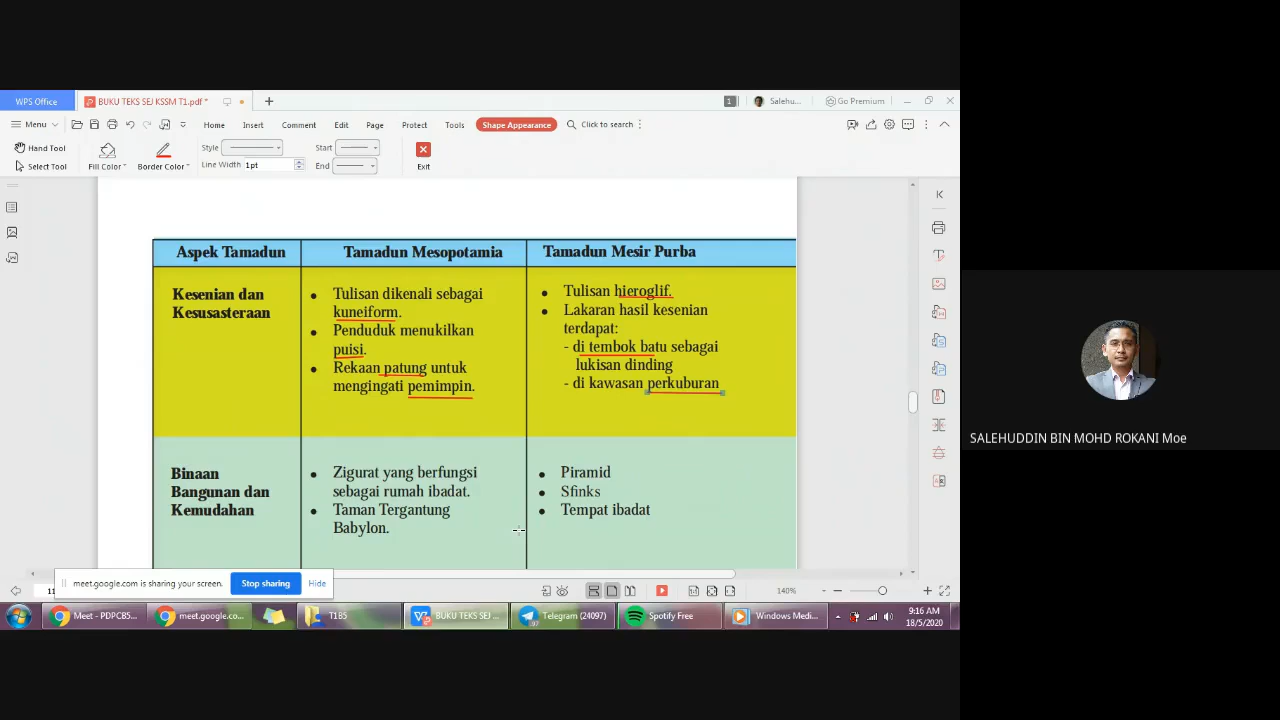 WPS Office
BUKU TEKS SEJ KSSM T1.pdf *
1
Salehu...
Go Premium
Menu
Home
Insert
Comment
Edit
Page
Protect
Tools
Shape Appearance
Click to search
Hand Tool
Select Tool
Fill Color
Border Color
Style
Line Width 1pt
Start
End
Exit
Aspek Tamadun
Tamadun Mesopotamia
Tamadun Mesir Purba
Kesenian dan
Kesusasteraan
• Tulisan dikenali sebagai
kuneiform.
• Penduduk menukilkan
puisi.
• Rekaan patung untuk
mengingati pemimpin.
• Tulisan hieroglif.
• Lakaran hasil kesenian
terdapat:
- di tembok batu sebagai
lukisan dinding
- di kawasan perkuburan
Binaan
Bangunan dan
Kemudahan
• Zigurat yang berfungsi
sebagai rumah ibadat.
• Taman Tergantung
Babylon.
• Piramid
• Sfinks
• Tempat ibadat
SALEHUDDIN BIN MOHD ROKANI Moe
meet.google.com is sharing your screen.
Stop sharing
Hide
140%
Meet - PDPCB5...
meet.google.co...
T1B5
BUKU TEKS SEJ ...
Telegram (24097)
Spotify Free
Windows Medi...
9:16 AM
18/5/2020